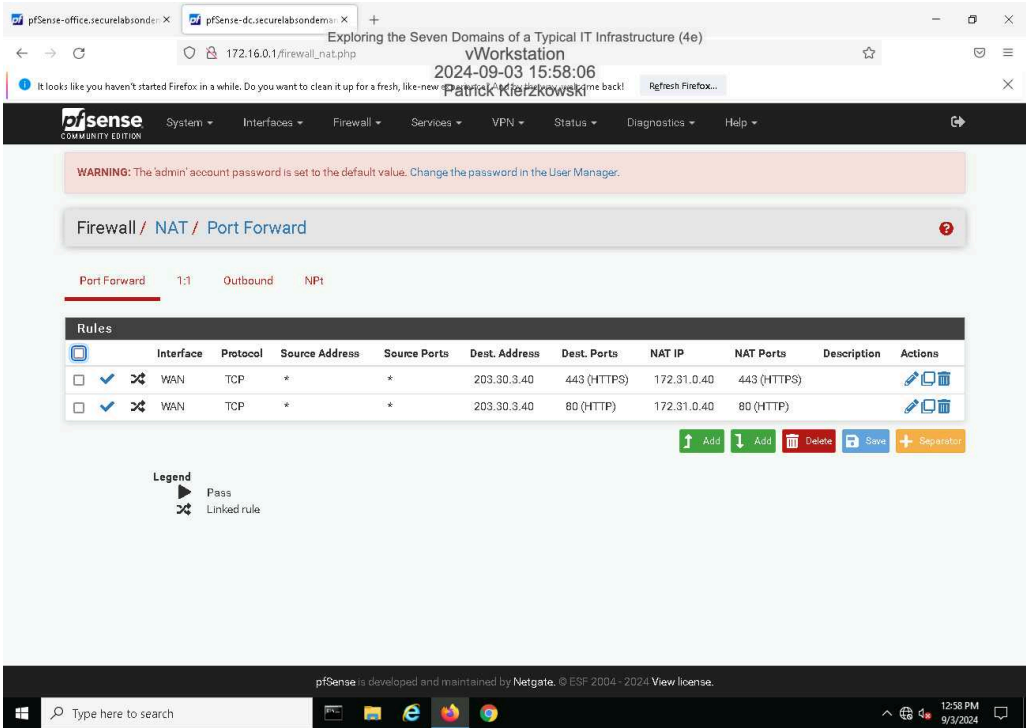 pfSense-office.securelabsonder
pfSense-dc.securelabsondeman
Exploring the Seven Domains of a Typical IT Infrastructure (4e)
vWorkstation
2024-09-03 15:58:06
Patrick Kierzkowski
172.16.0.1/firewall_nat.php
It looks like you haven't started Firefox in a while. Do you want to clean it up for a fresh, like-new welcome back!
Refresh Firefox...
pfsense
COMMUNITY EDITION
System Interfaces Firewall Services VPN Status Diagnostics Help
WARNING: The 'admin' account password is set to the default value. Change the password in the User Manager.
Firewall / NAT / Port Forward
Port Forward 1:1 Outbound NPt
Rules
Interface Protocol Source Address Source Ports Dest. Address Dest. Ports NAT IP NAT Ports Description Actions
WAN TCP * * 203.30.3.40 443 (HTTPS) 172.31.0.40 443 (HTTPS)
WAN TCP * * 203.30.3.40 80 (HTTP) 172.31.0.40 80 (HTTP)
Add Add Delete Save Separator
Legend
Pass
Linked rule
pfSense is developed and maintained by Netgate. © ESF 2004 - 2024 View license.
Type here to search
12:58 PM
9/3/2024